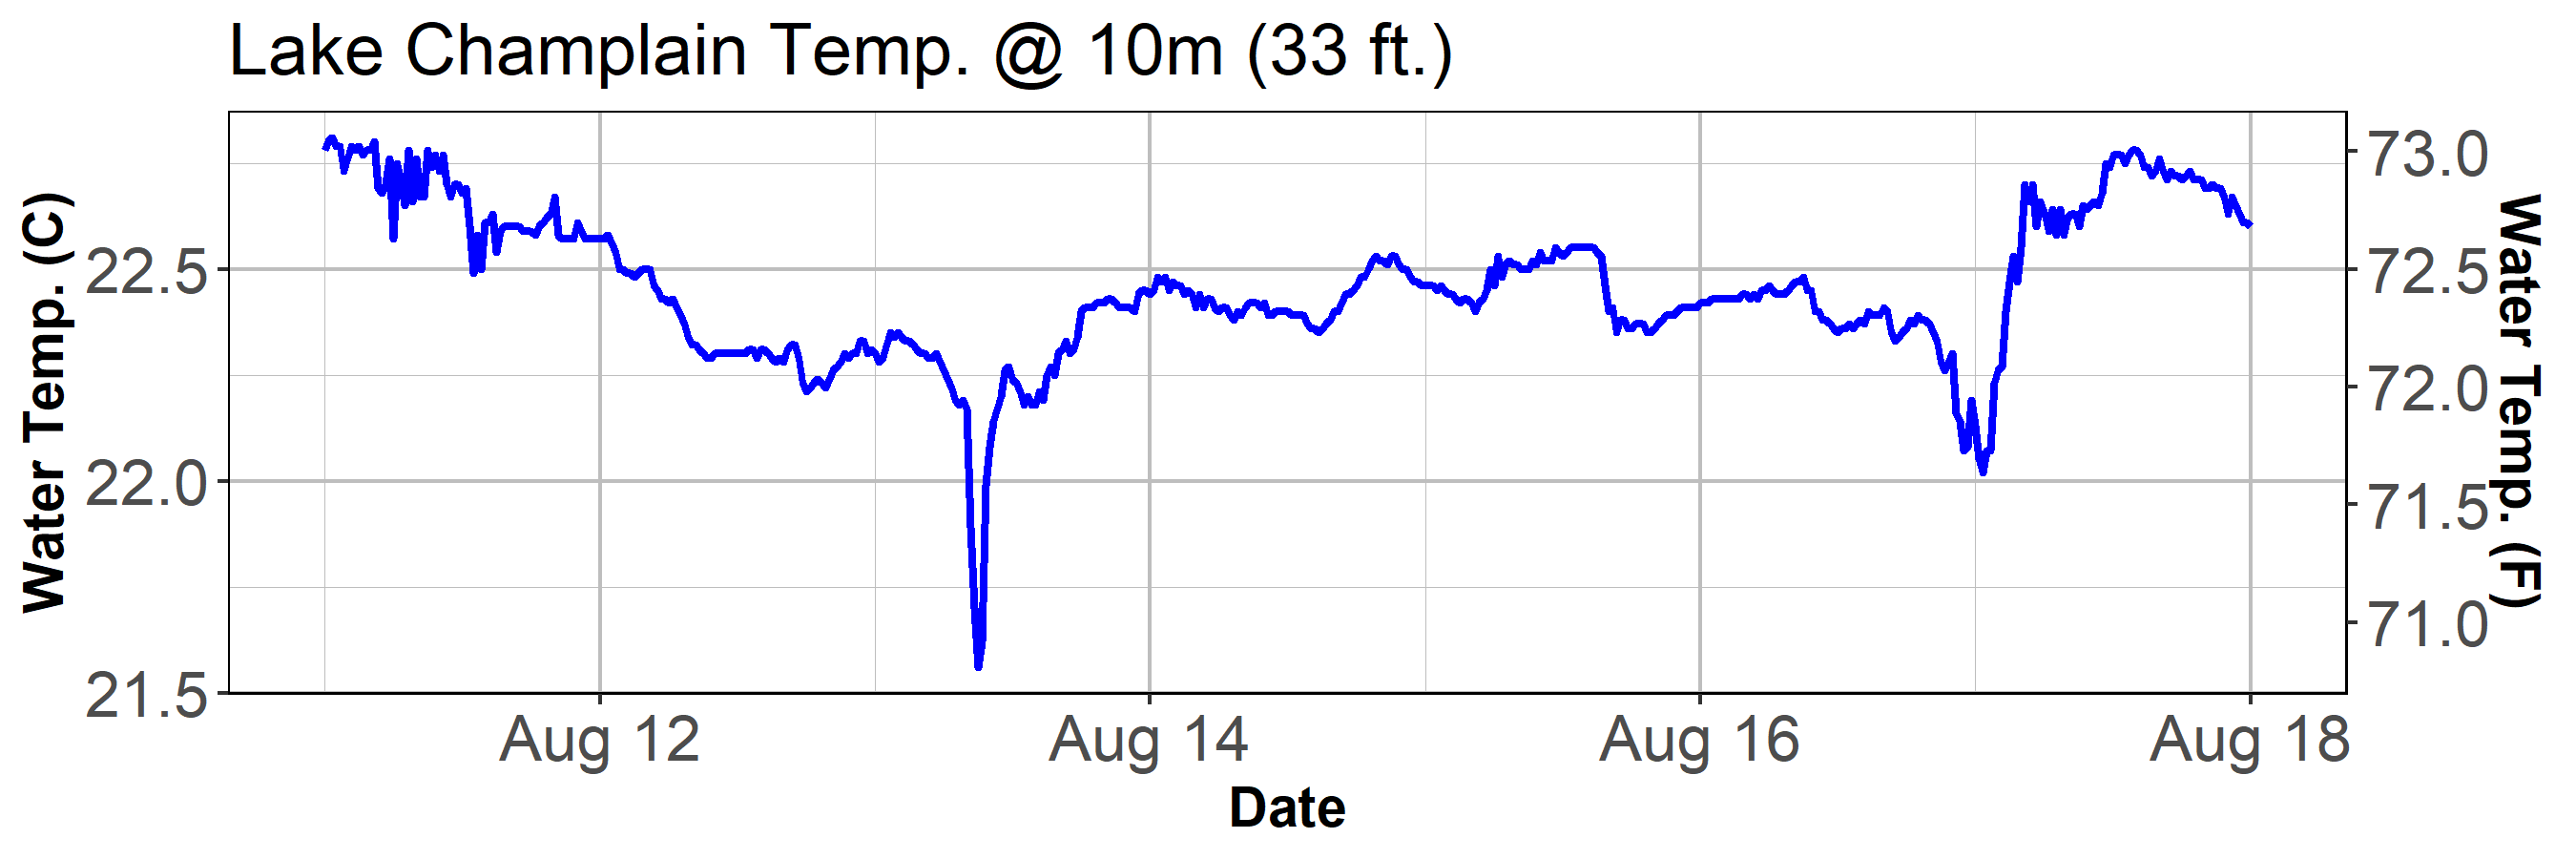 Lake Champlain Temp. @ 10m (33 ft.)
Water Temp. (C)
22.5
22.0
21.5
73.0
72.5
72.0
71.5
71.0
Water Temp. (F)
Aug 12
Aug 14
Aug 16
Aug 18
Date